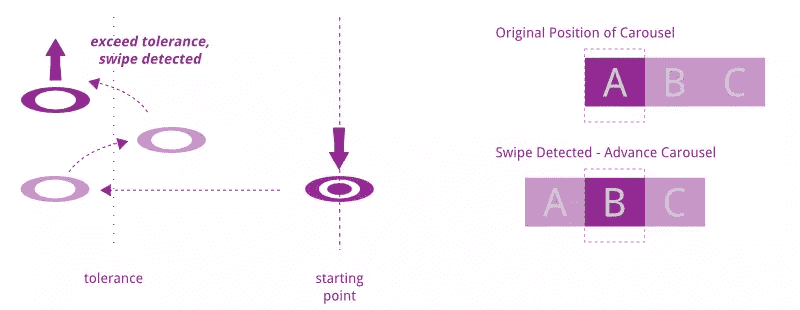 exceed tolerance,
swipe detected
tolerance
starting
point
Original Position of Carousel
A B C
Swipe Detected - Advance Carousel
A B C